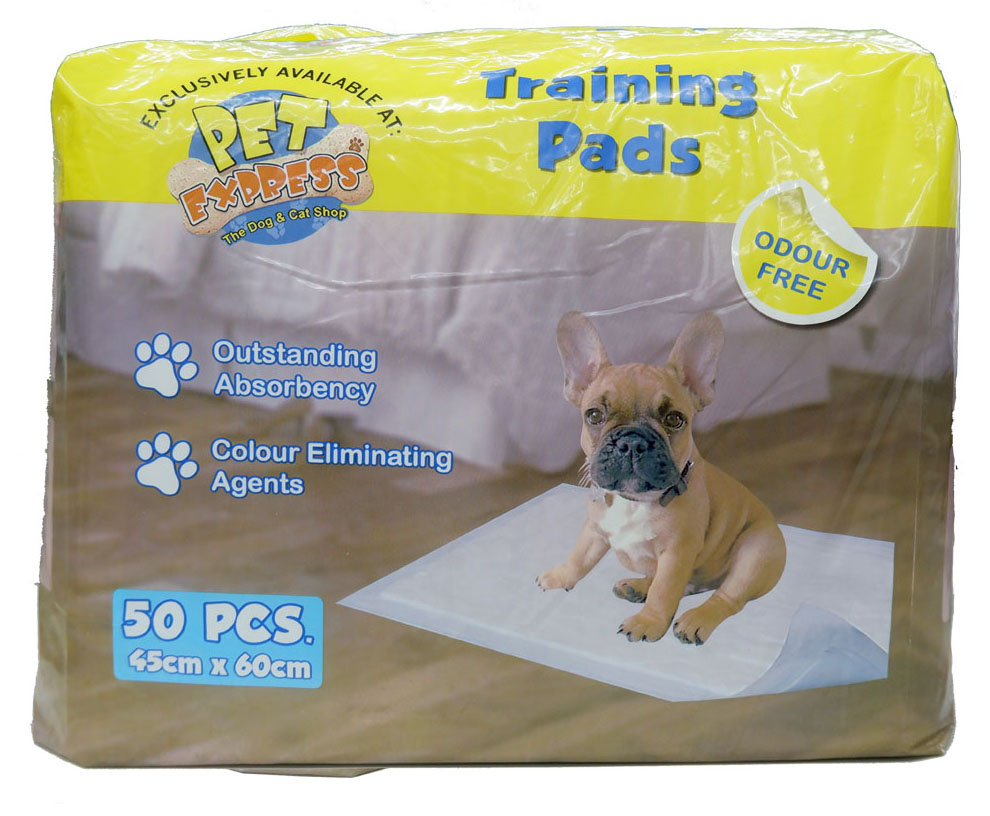 EXCLUSIVELY AVAILABLE AT:
PET
EXPRESS
The Dog & Cat Shop
Training
Pads
ODOUR
FREE
Outstanding
Absorbency
Colour Eliminating
Agents
50 PCS.
45cm x 60cm